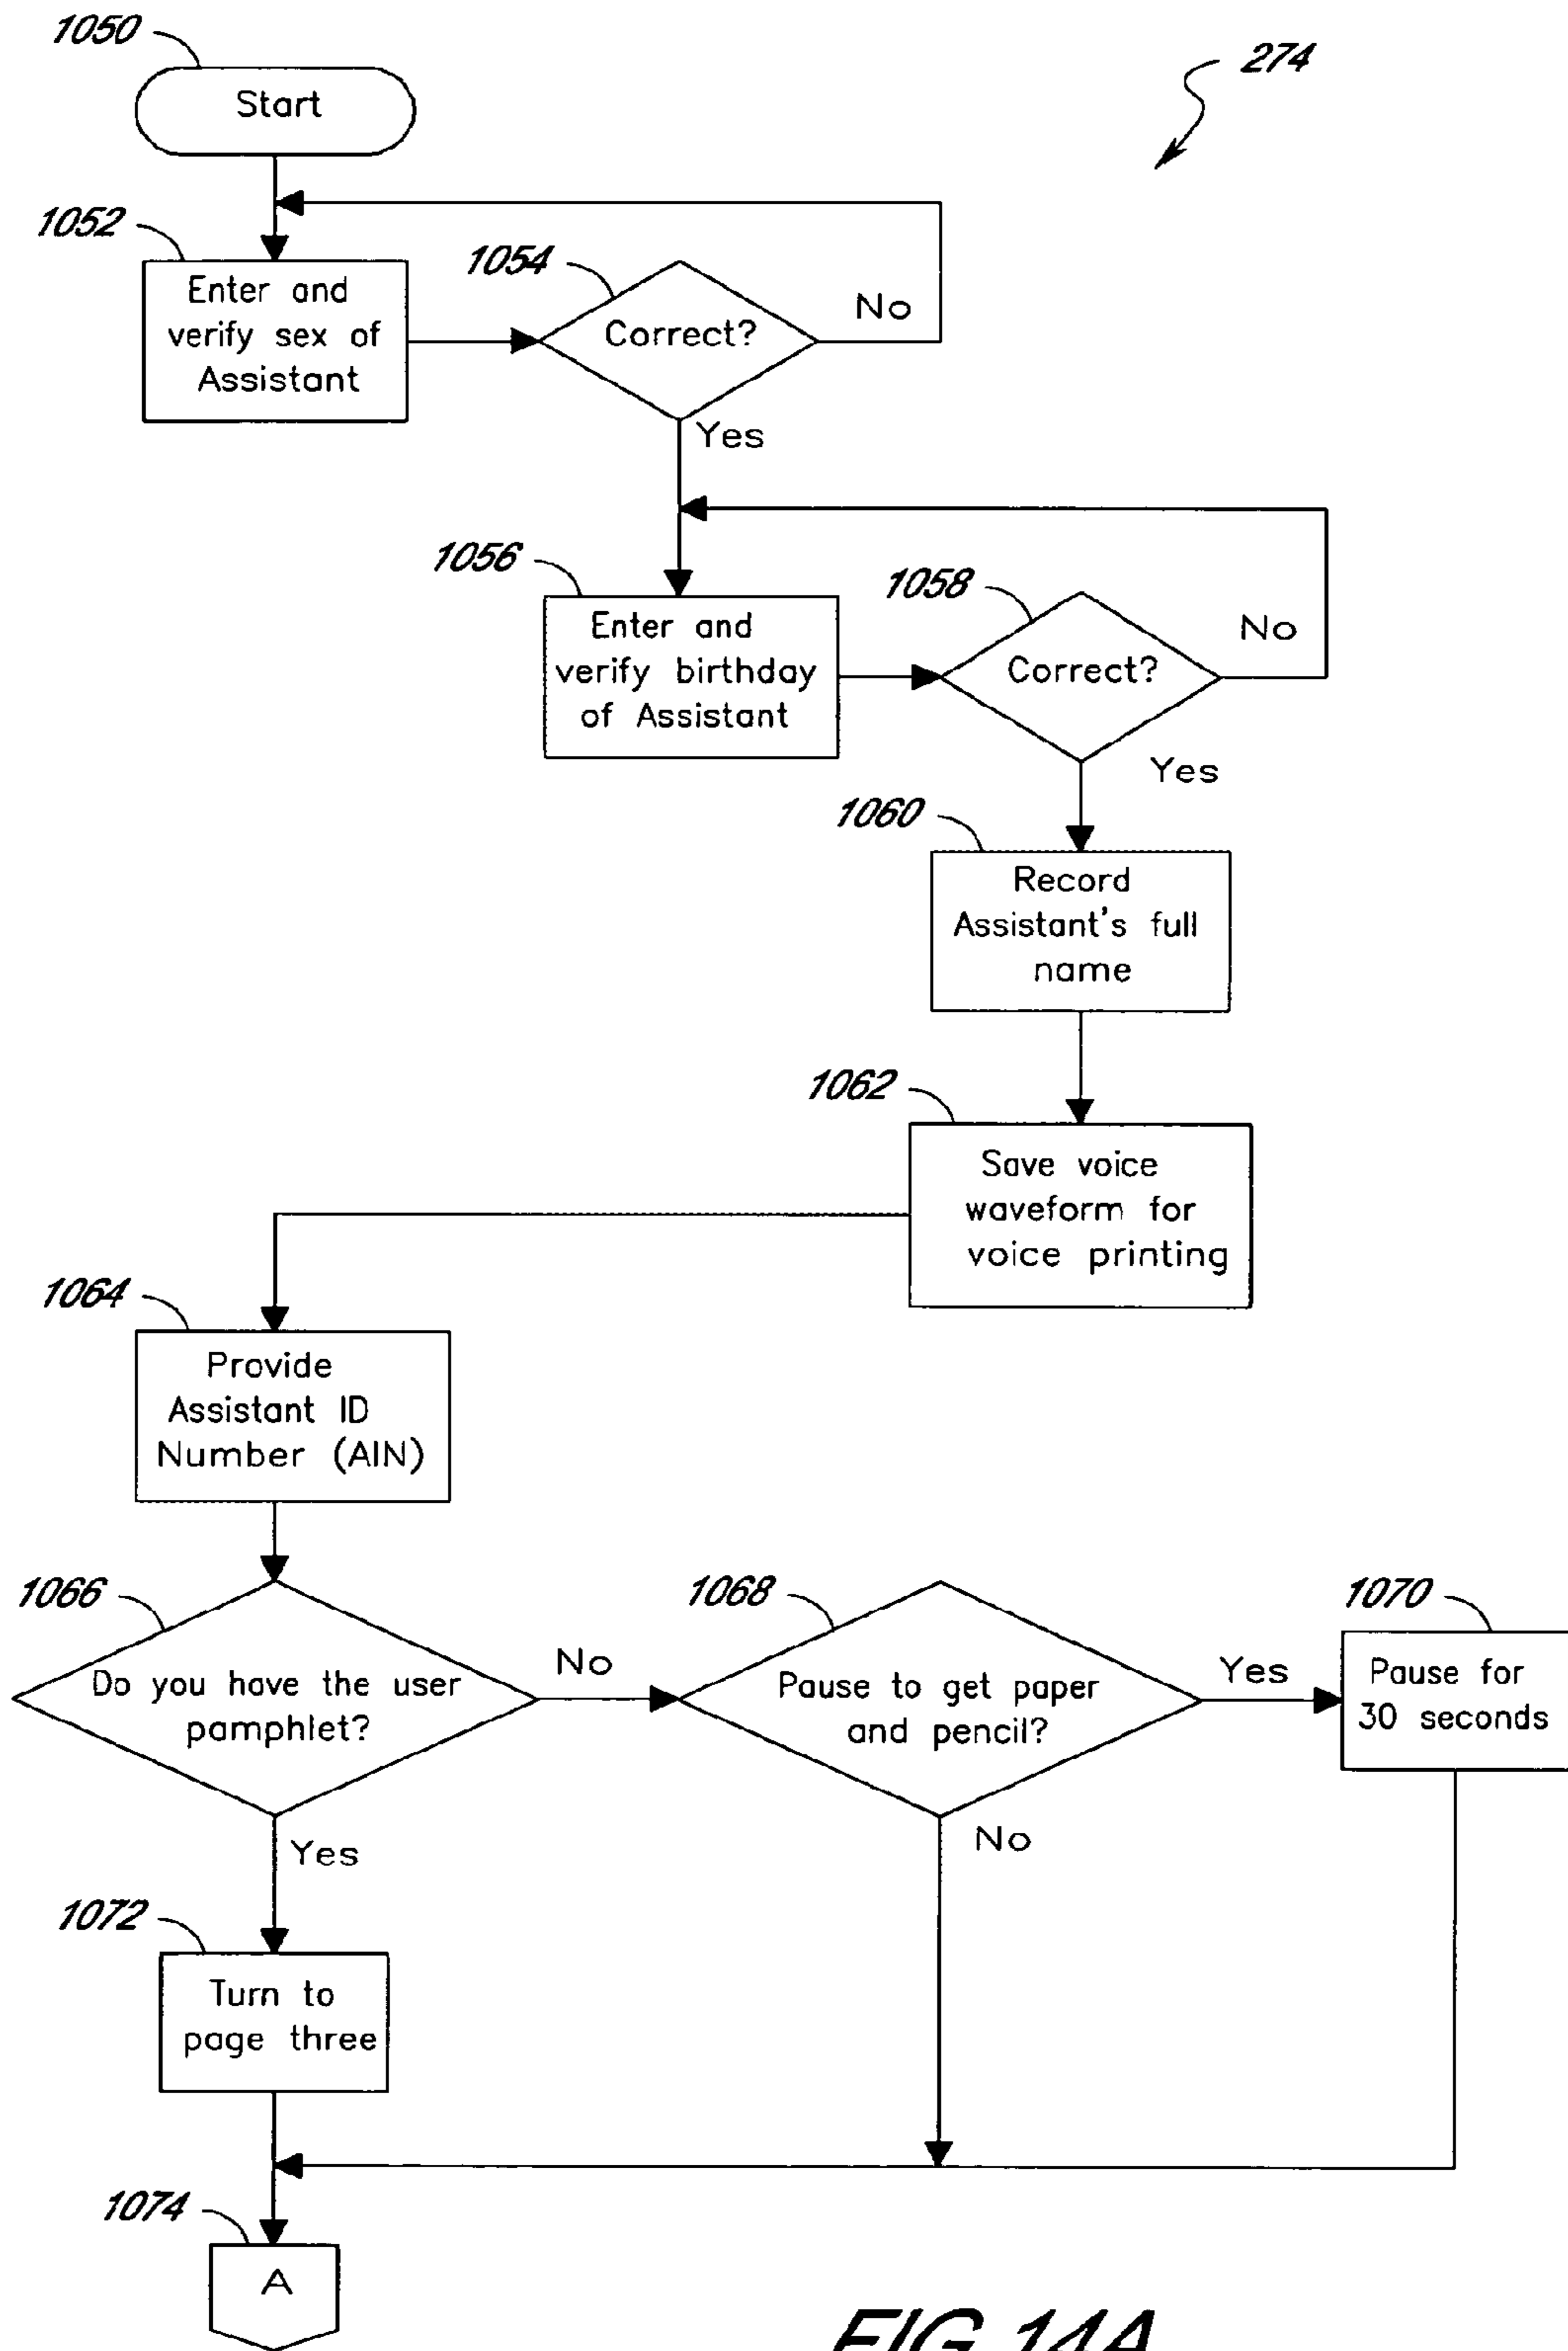 1050
274
Start
1052
1054
Enter and
verify sex of
Assistant
Correct?
No
Yes
1056
1058
Enter and
verify birthday
of Assistant
Correct?
No
Yes
1060
Record
Assistant's full
name
1062
Save voice
waveform for
voice printing
1064
Provide
Assistant ID
Number (AIN)
1066
1068
1070
Do you have the user
pamphlet?
No
Pause to get paper
and pencil?
Yes
Pause for
30 seconds
Yes
No
1072
Turn to
page three
1074
A
FIG.14A